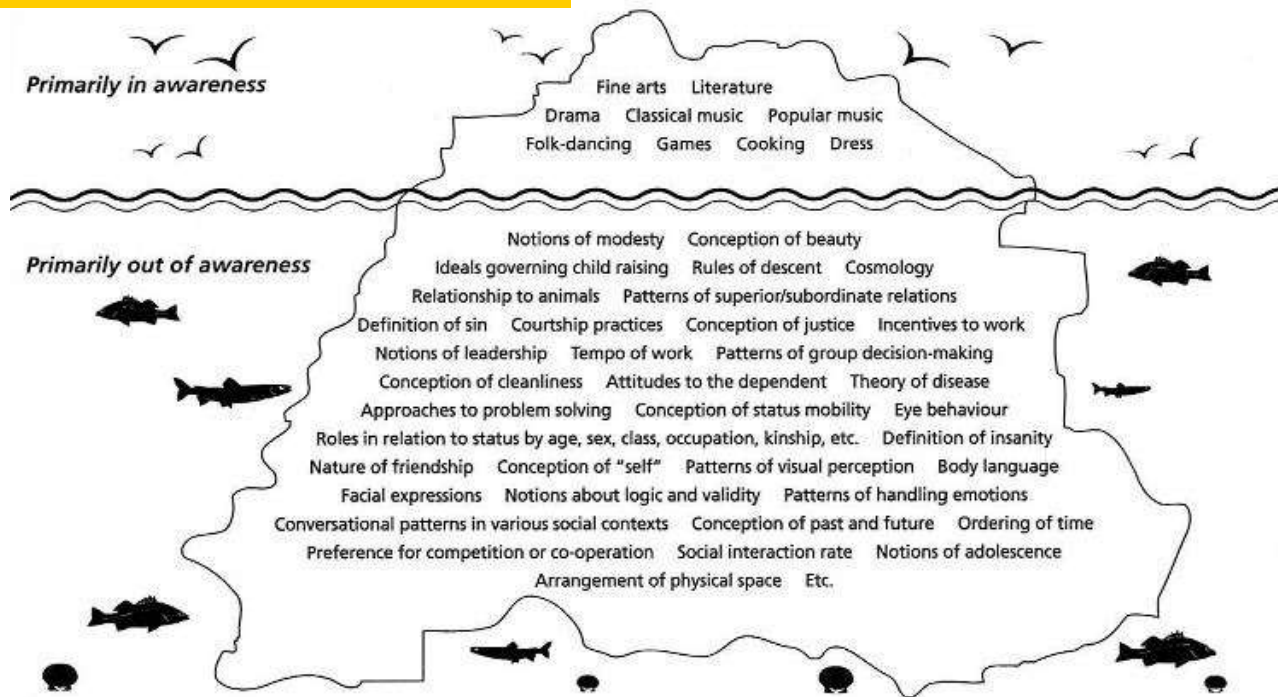 Primarily in awareness
Fine arts Literature
Drama Classical music Popular music
Folk-dancing Games Cooking Dress
Primarily out of awareness
Notions of modesty Conception of beauty
Ideals governing child raising Rules of descent Cosmology
Relationship to animals Patterns of superior/subordinate relations
Definition of sin Courtship practices Conception of justice Incentives to work
Notions of leadership Tempo of work Patterns of group decision-making
Conception of cleanliness Attitudes to the dependent Theory of disease
Approaches to problem solving Conception of status mobility Eye behaviour
Roles in relation to status by age, sex, class, occupation, kinship, etc. Definition of insanity
Nature of friendship Conception of "self" Patterns of visual perception Body language
Facial expressions Notions about logic and validity Patterns of handling emotions
Conversational patterns in various social contexts Conception of past and future Ordering of time
Preference for competition or co-operation Social interaction rate Notions of adolescence
Arrangement of physical space Etc.